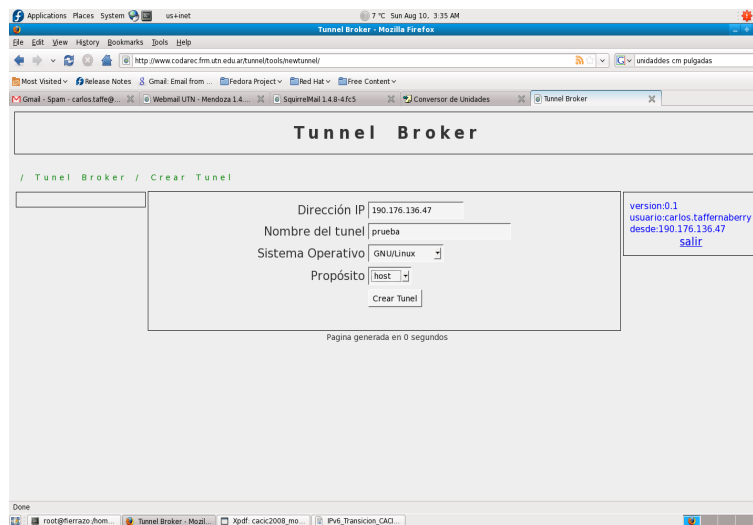 Applications Places System us+inet 7 °C Sun Aug 10, 3:35 AM
Tunnel Broker - Mozilla Firefox
File Edit View History Bookmarks Tools Help
http://www.codarec.frm.utn.edu.ar/tunnel/tools/newtunnel/ unidaddes cm pulgadas
Most Visited Release Notes Gmail: Email from ... Fedora Project Red Hat Free Content
Gmail - Spam - carlos.taffe@... Webmail UTN - Mendoza 1.4.... SquirrelMail 1.4.8-4.fc5 Conversor de Unidades Tunnel Broker
Tunnel Broker
/ Tunel Broker / Crear Tunel
Dirección IP 190.176.136.47
Nombre del tunel prueba
Sistema Operativo GNU/Linux
Propósito host
Crear Tunel
version:0.1
usuario:carlos.taffernaberry
desde:190.176.136.47
salir
Pagina generada en 0 segundos
Done
root@fierrazo:/hom... Tunnel Broker - Mozil... Xpdf: cacic2008_mo... IPv6_Transicion_CACI...